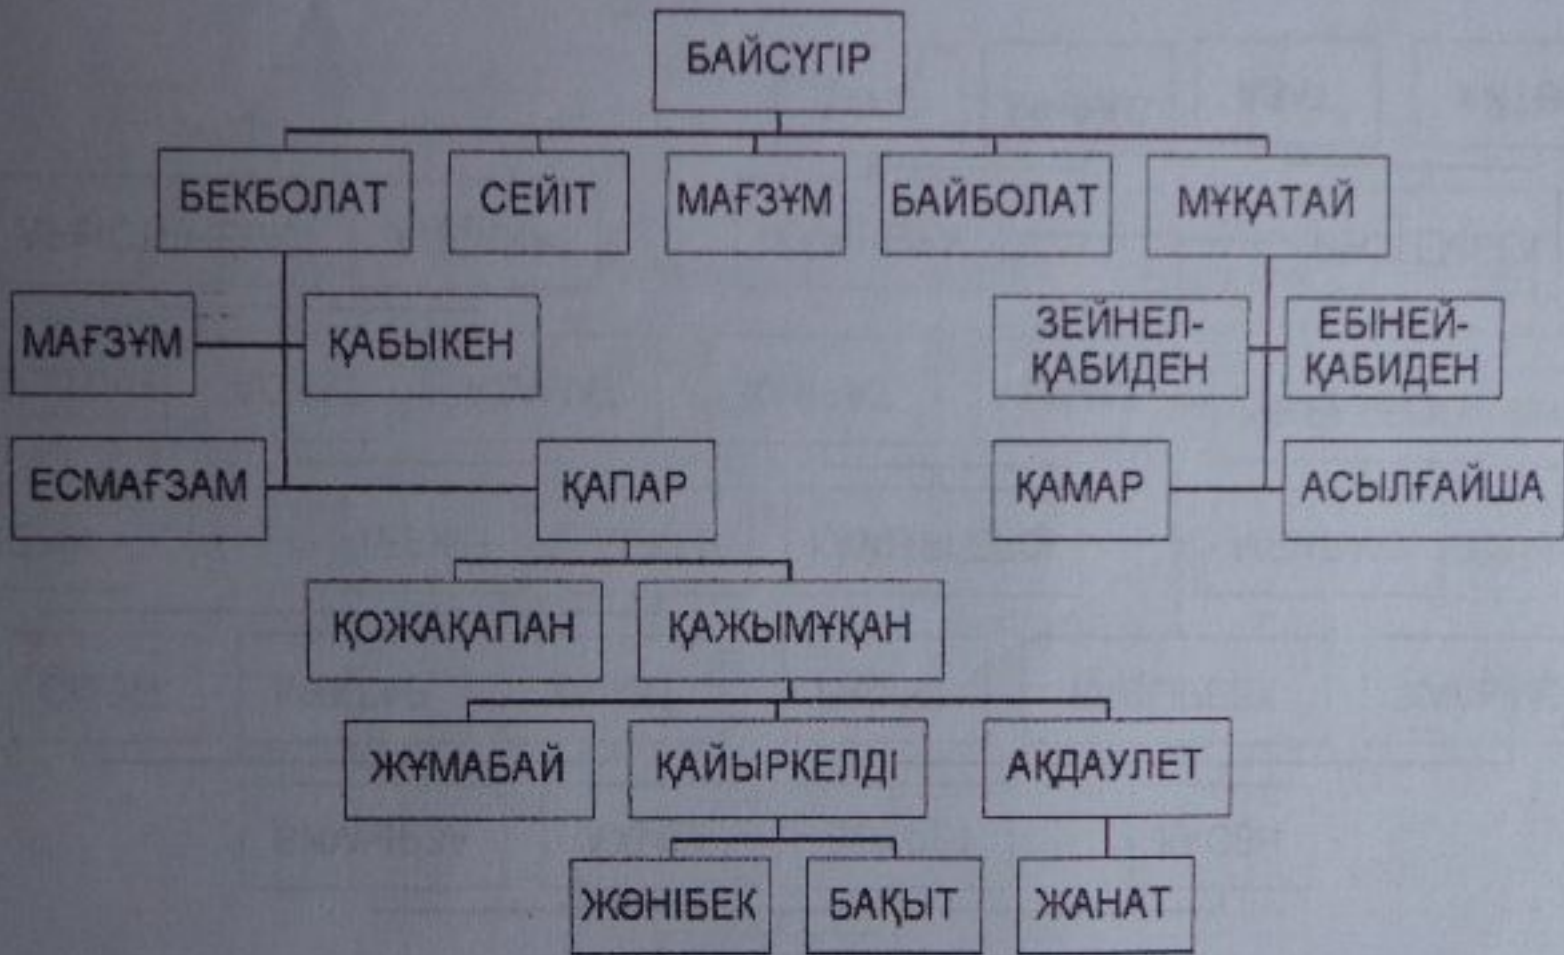 БАЙСҮГІР
БЕКБОЛАТ
СЕЙІТ
МАҒЗҰМ
БАЙБОЛАТ
МҰҚАТАЙ
МАҒЗҰМ
ҚАБЫКЕН
ЗЕЙНЕЛ-
ҚАБИДЕН
ЕБІНЕЙ-
ҚАБИДЕН
ЕСМАҒЗАМ
ҚАПАР
ҚАМАР
АСЫЛҒАЙША
ҚОЖАҚАПАН
ҚАЖЫМҰҚАН
ЖҰМАБАЙ
ҚАЙЫРКЕЛДІ
АҚДАУЛЕТ
ЖӘНІБЕК
БАҚЫТ
ЖАНАТ